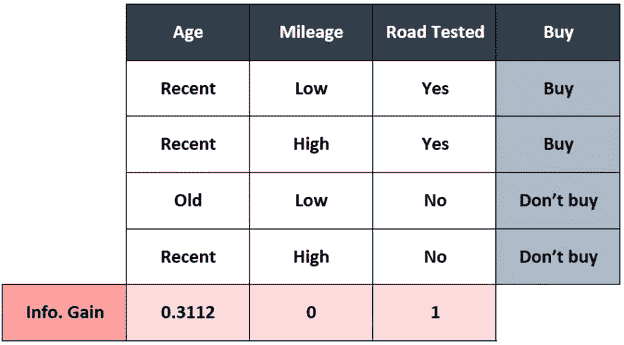 Age Mileage Road Tested Buy
Recent Low Yes Buy
Recent High Yes Buy
Old Low No Don’t buy
Recent High No Don’t buy
Info. Gain 0.3112 0 1